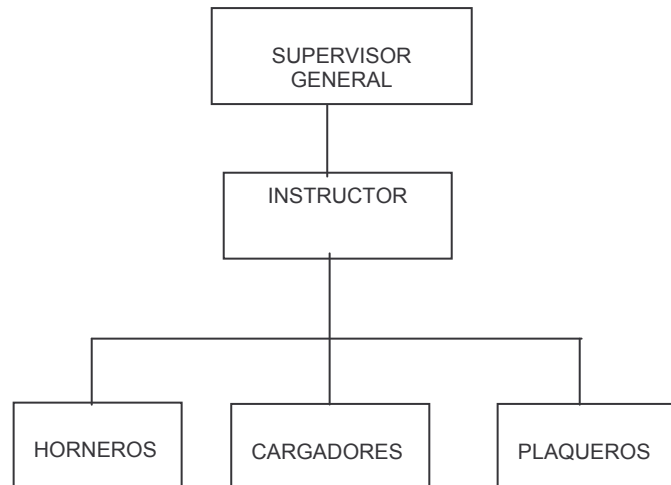 SUPERVISOR
GENERAL
INSTRUCTOR
HORNEROS
CARGADORES
PLAQUEROS